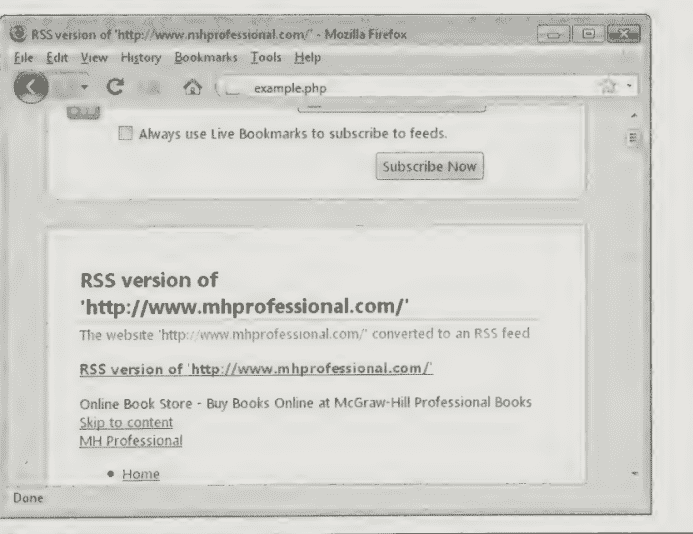 RSS version of 'http://www.mhprofessional.com/' - Mozilla Firefox
File Edit View History Bookmarks Tools Help
example.php
Always use Live Bookmarks to subscribe to feeds.
Subscribe Now
RSS version of
'http://www.mhprofessional.com/'
The website 'http://www.mhprofessional.com/' converted to an RSS feed
RSS version of 'http://www.mhprofessional.com/'
Online Book Store - Buy Books Online at McGraw-Hill Professional Books
Skip to content
MH Professional
• Home
Done